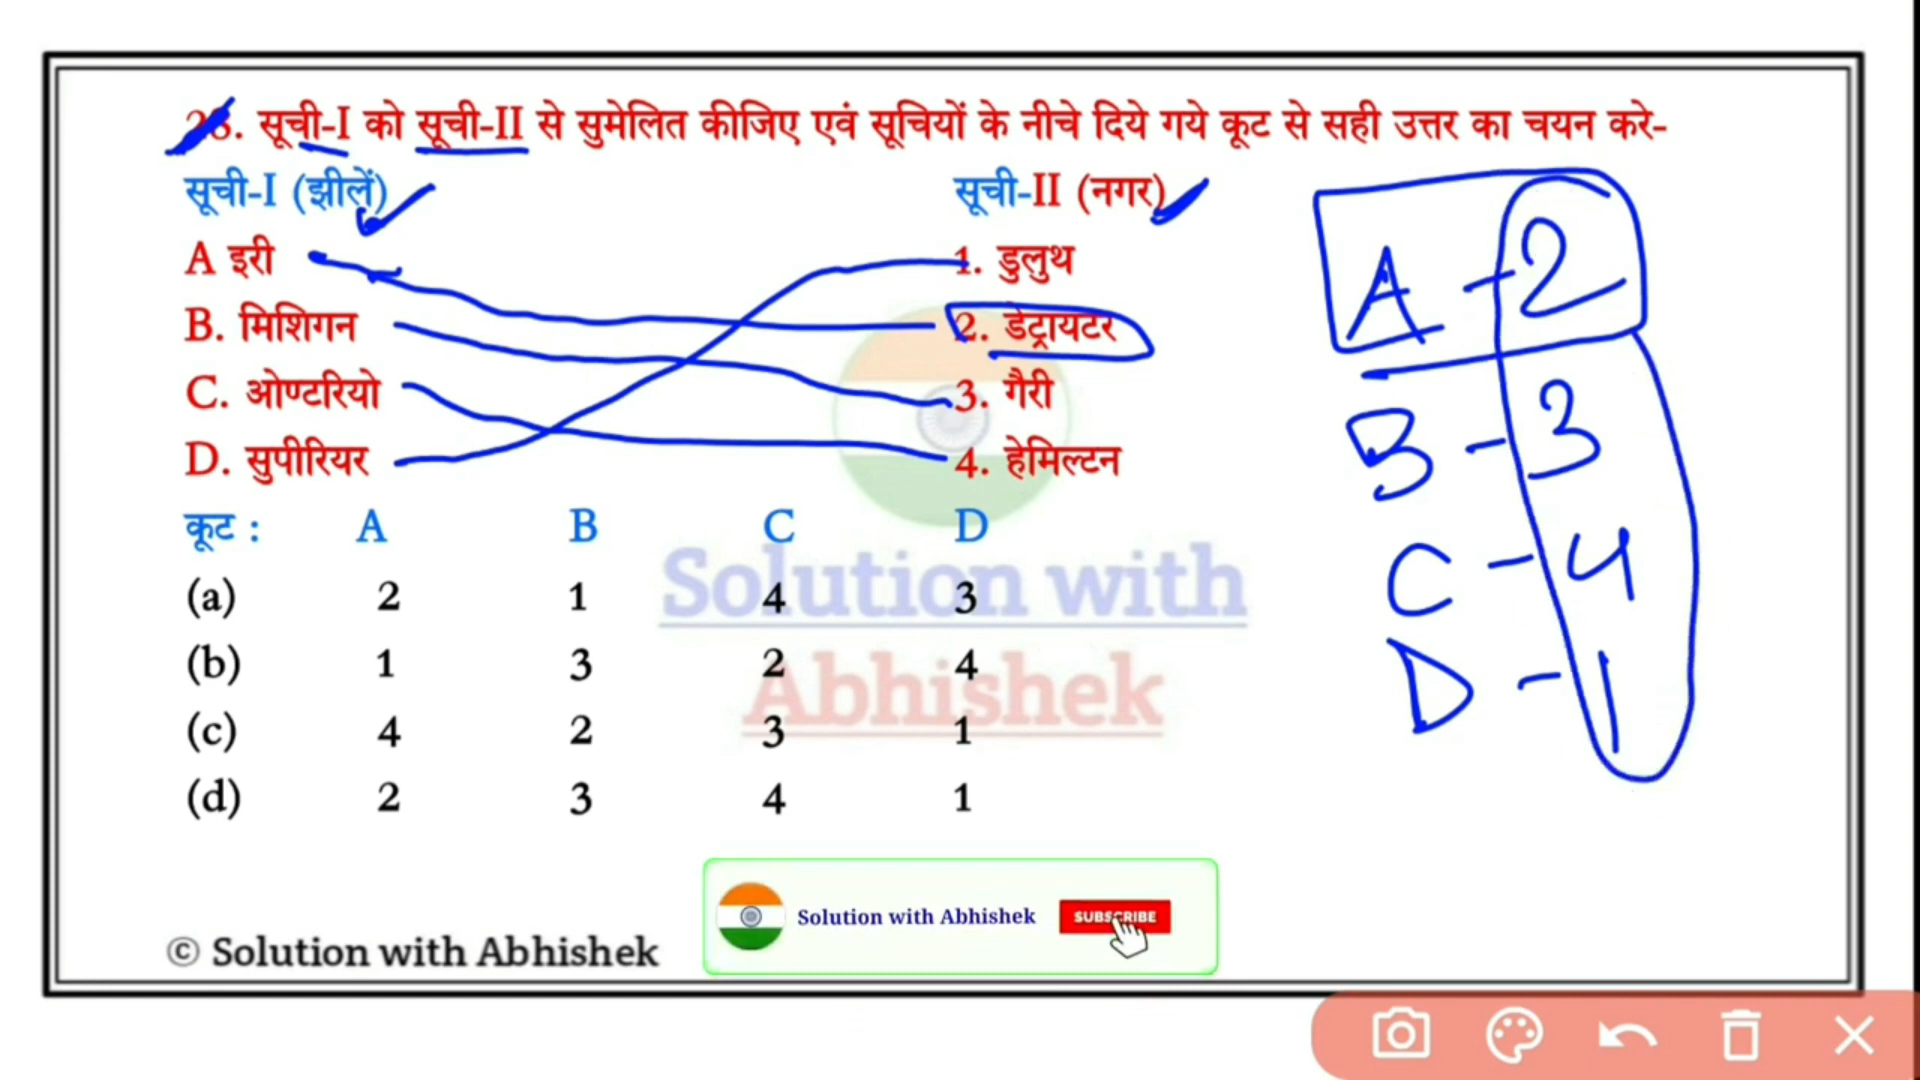 28. सूची-I को सूची-II से सुमेलित कीजिए एवं सूचियों के नीचे दिये गये कूट से सही उत्तर का चयन करे-
सूची-I (झीलें) सूची-II (नगर)
A इरी 1. डुलुथ
B. मिशिगन 2. डेट्रायटर
C. ओण्टरियो 3. गैरी
D. सुपीरियर 4. हेमिल्टन
कूट : A B C D
(a) 2 1 4 3
(b) 1 3 2 4
(c) 4 2 3 1
(d) 2 3 4 1
A - 2
B - 3
C - 4
D - 1
Solution with
Abhishek
Solution with Abhishek SUBSCRIBE
© Solution with Abhishek